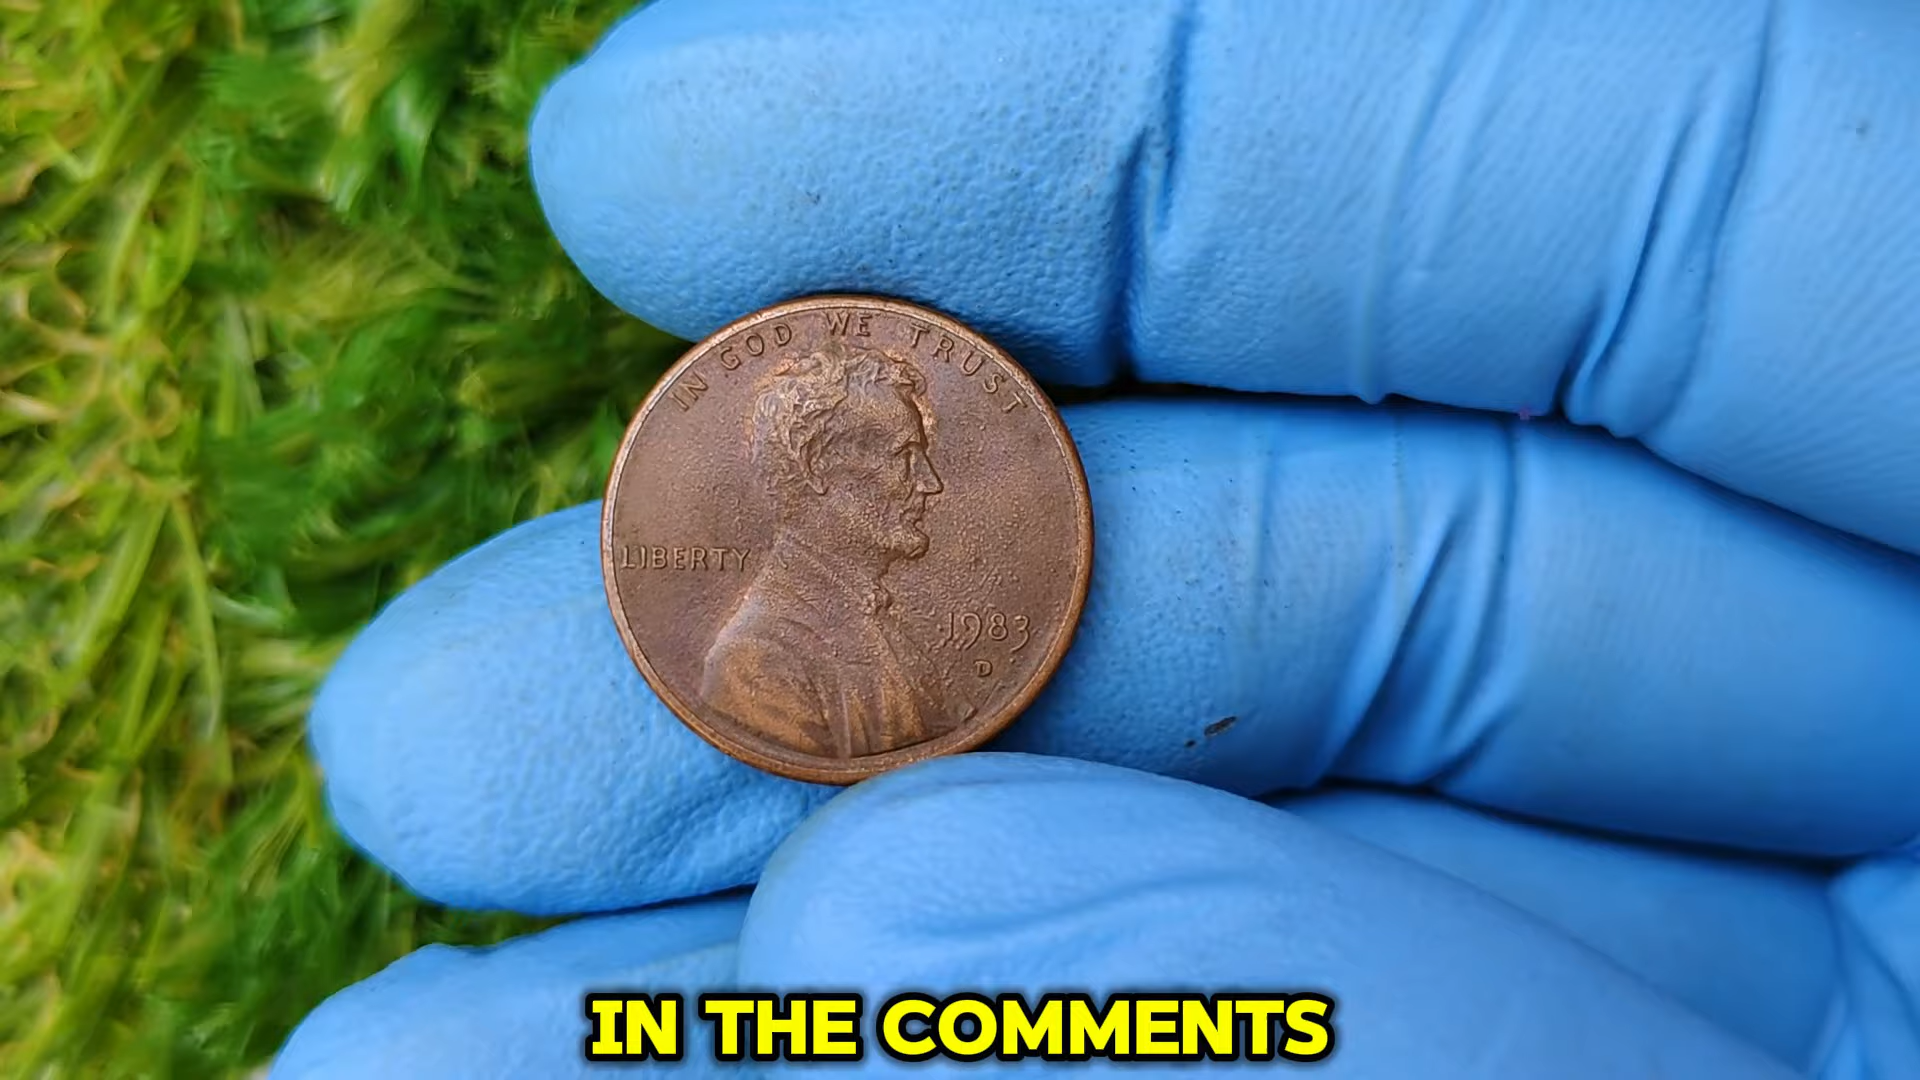 IN GOD WE TRUST
LIBERTY
1983
D
IN THE COMMENTS